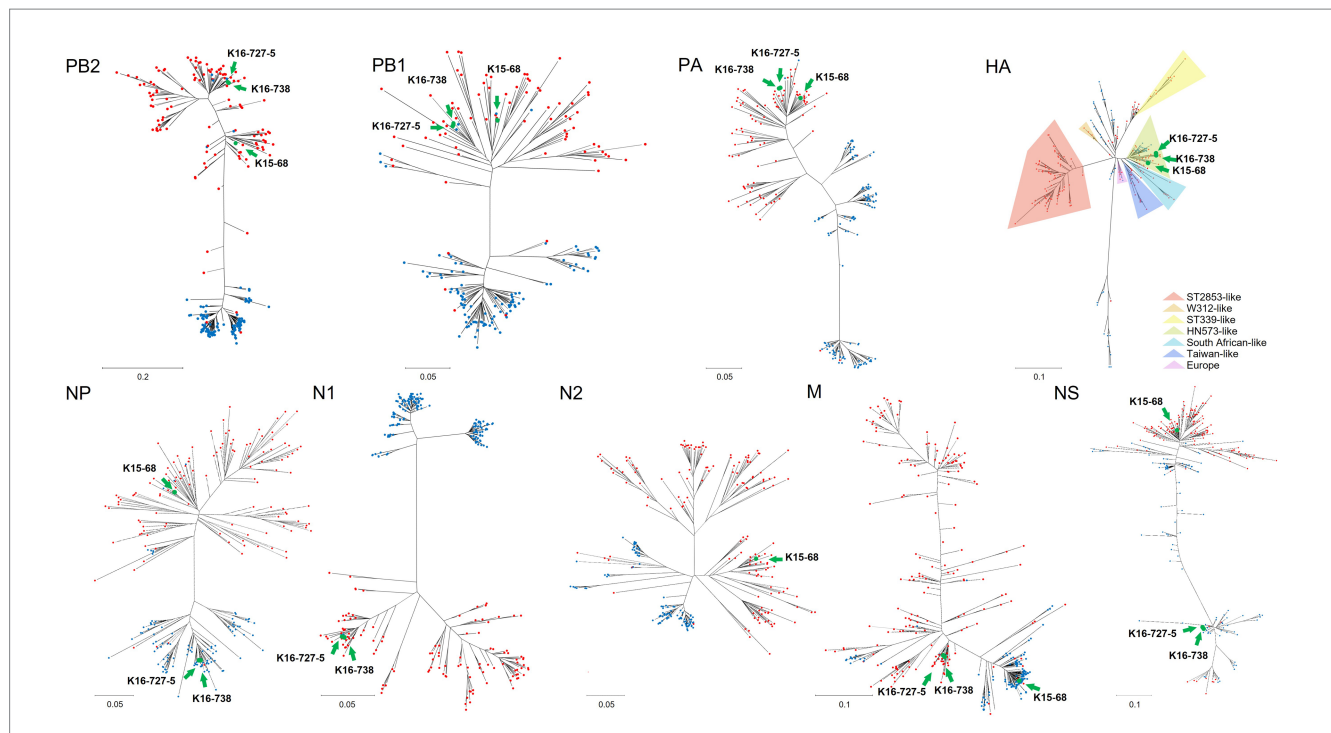 PB2
K16-727-5
K16-738
K15-68
0.2
PB1
K15-68
K16-738
K16-727-5
0.05
PA
K16-727-5
K16-738
K15-68
0.05
HA
K16-727-5
K16-738
K15-68
ST2853-like
W312-like
ST339-like
HN573-like
South African-like
Taiwan-like
Europe
0.1
NP
K15-68
K16-727-5
K16-738
0.05
N1
K16-727-5
K16-738
0.05
N2
K15-68
0.05
M
K16-727-5
K16-738
K15-68
0.1
NS
K15-68
K16-727-5
K16-738
0.1